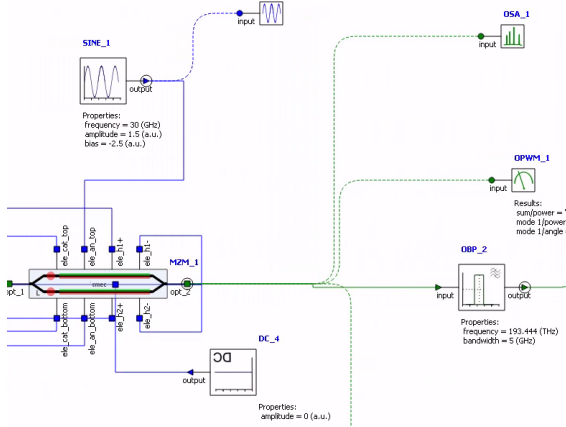 input
OSA_1
input
SINE_1
output
Properties:
frequency = 30 (GHz)
amplitude = 1.5 (a.u.)
bias = -2.5 (a.u.)
OPWM_1
input
Results:
sum/power =
mode 1/power
mode 1/angle
ele_cat_top
ele_an_top
ele_h1+
ele_h1-
MZM_1
OBP_2
opt_1
opt_2
input
output
ele_cat_bottom
ele_an_bottom
ele_h2+
ele_h2-
Properties:
frequency = 193.444 (THz)
bandwidth = 5 (GHz)
DC_4
DC
output
Properties:
amplitude = 0 (a.u.)